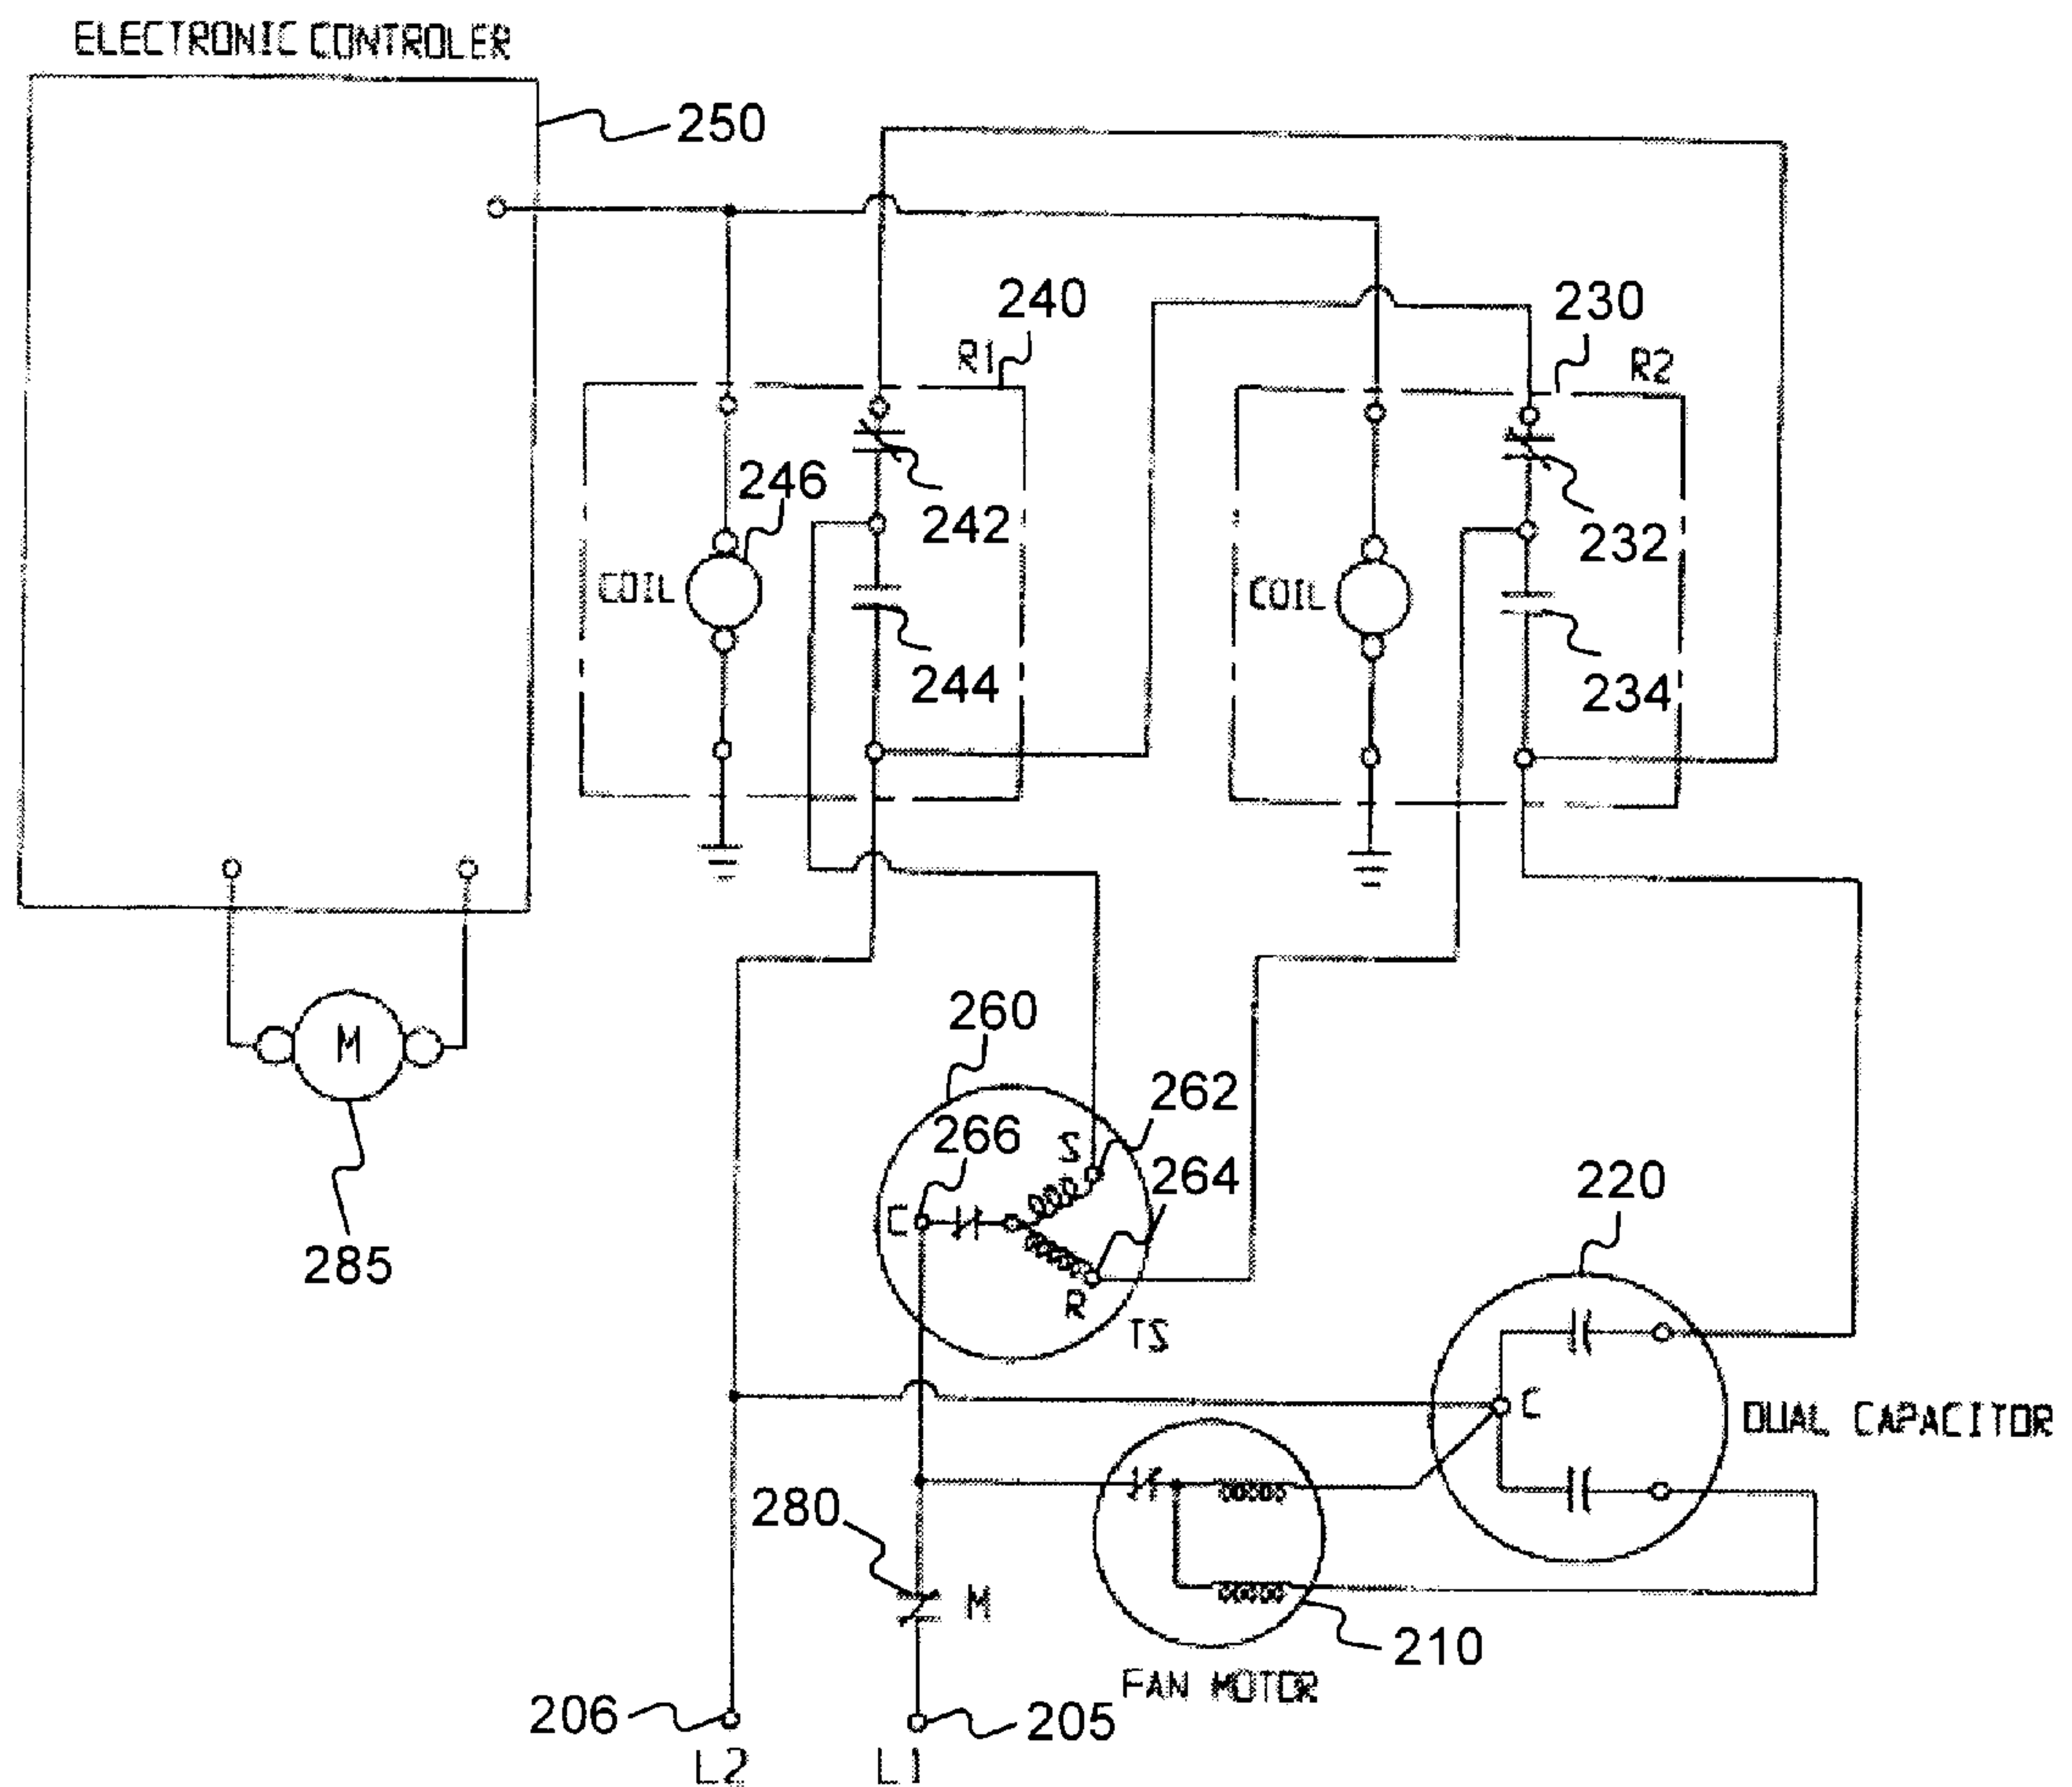 ELECTRONIC CONTROLER
250
240
230
R1
R2
246
242
232
COIL
COIL
244
234
260
262
266
S
264
220
M
C
285
R
TS
C
DUAL CAPACITOR
280
M
210
FAN MOTOR
206
205
L2
L1